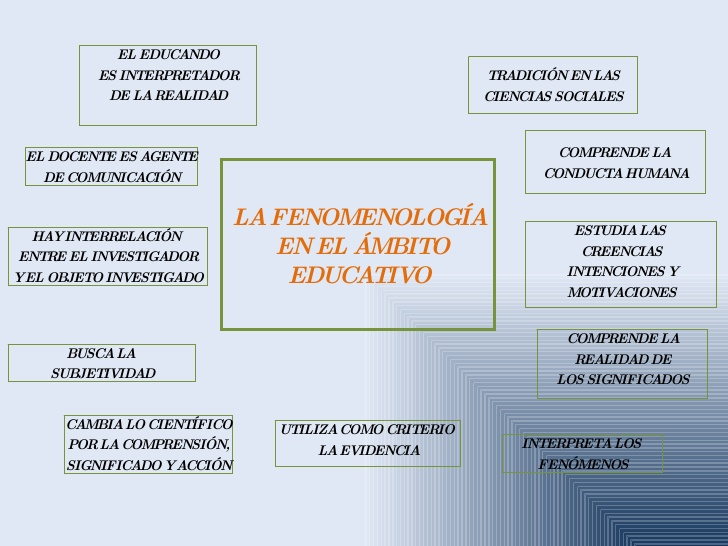 EL EDUCANDO
ES INTERPRETADOR
DE LA REALIDAD
TRADICIÓN EN LAS
CIENCIAS SOCIALES
EL DOCENTE ES AGENTE
DE COMUNICACIÓN
COMPRENDE LA
CONDUCTA HUMANA
LA FENOMENOLOGÍA
EN EL ÁMBITO
EDUCATIVO
HAY INTERRELACIÓN
ENTRE EL INVESTIGADOR
Y EL OBJETO INVESTIGADO
ESTUDIA LAS
CREENCIAS
INTENCIONES Y
MOTIVACIONES
BUSCA LA
SUBJETIVIDAD
COMPRENDE LA
REALIDAD DE
LOS SIGNIFICADOS
CAMBIA LO CIENTÍFICO
POR LA COMPRENSIÓN,
SIGNIFICADO Y ACCIÓN
UTILIZA COMO CRITERIO
LA EVIDENCIA
INTERPRETA LOS
FENÓMENOS